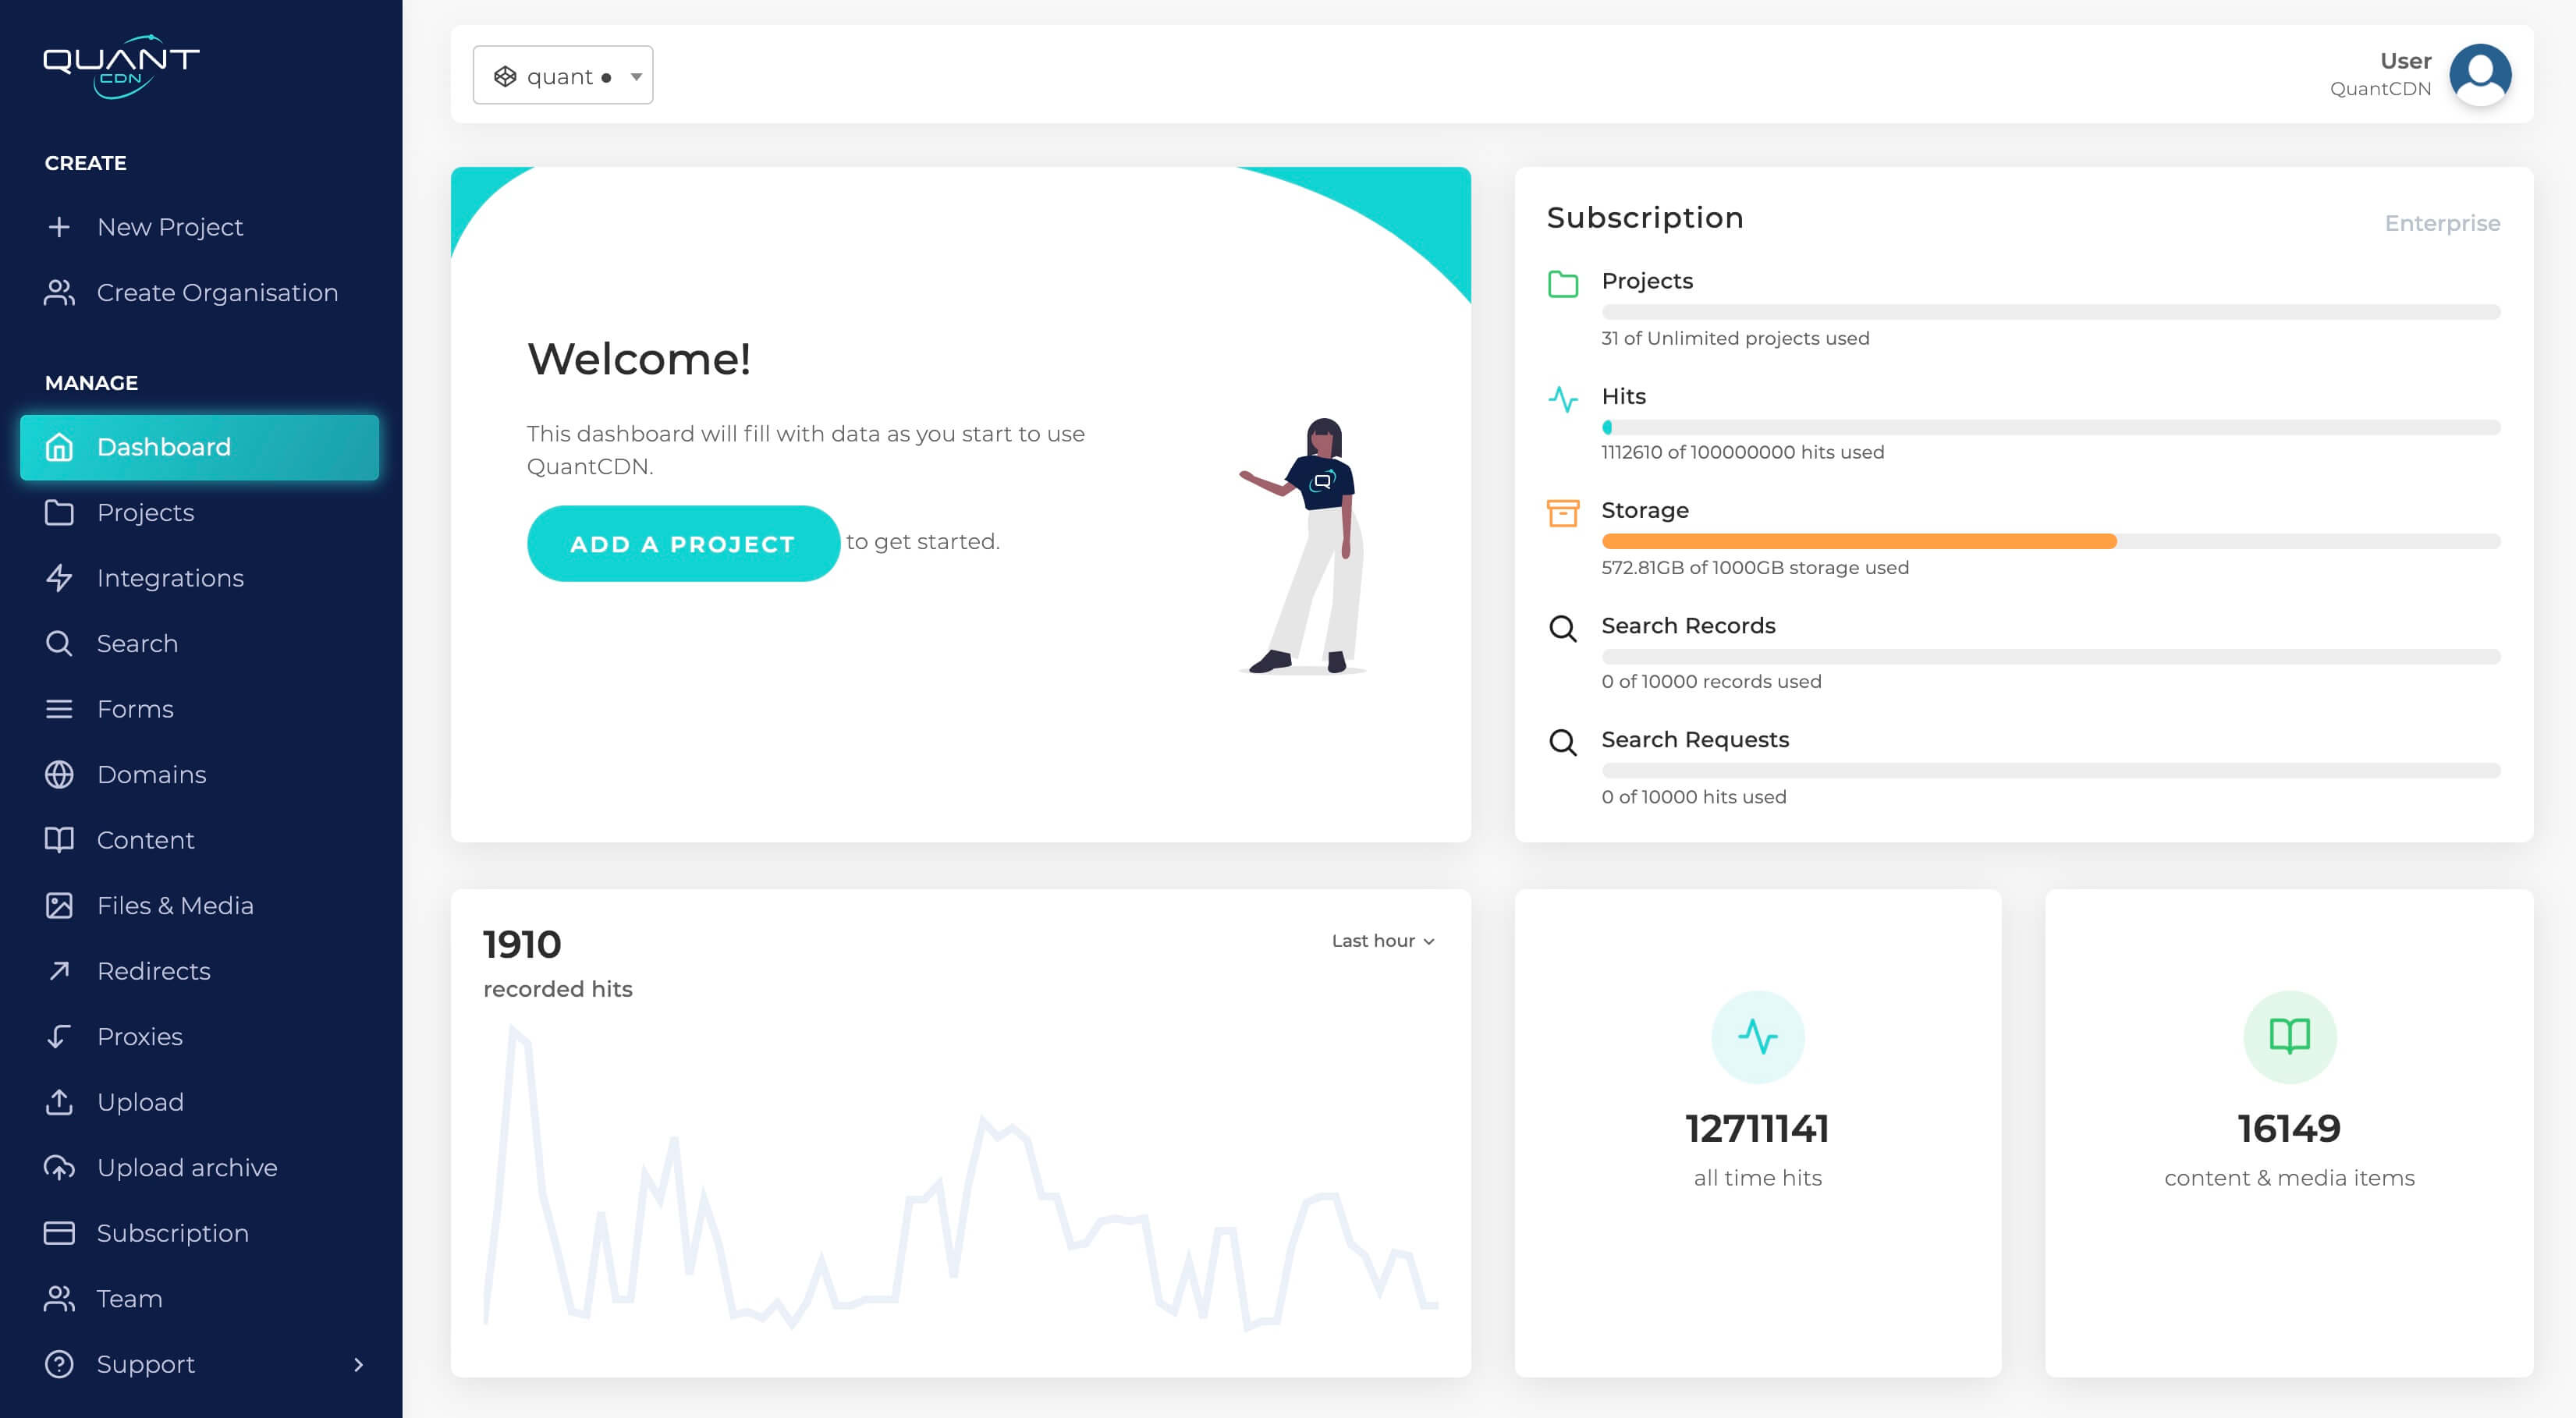 QUANT
CDN
CREATE
New Project
Create Organisation
MANAGE
Dashboard
Projects
Integrations
Search
Forms
Domains
Content
Files & Media
Redirects
Proxies
Upload
Upload archive
Subscription
Team
Support
quant
User
QuantCDN
Welcome!
This dashboard will fill with data as you start to use
QuantCDN.
ADD A PROJECT to get started.
Subscription
Enterprise
Projects
31 of Unlimited projects used
Hits
1112610 of 100000000 hits used
Storage
572.81GB of 1000GB storage used
Search Records
0 of 10000 records used
Search Requests
0 of 10000 hits used
1910
recorded hits
Last hour
12711141
all time hits
16149
content & media items